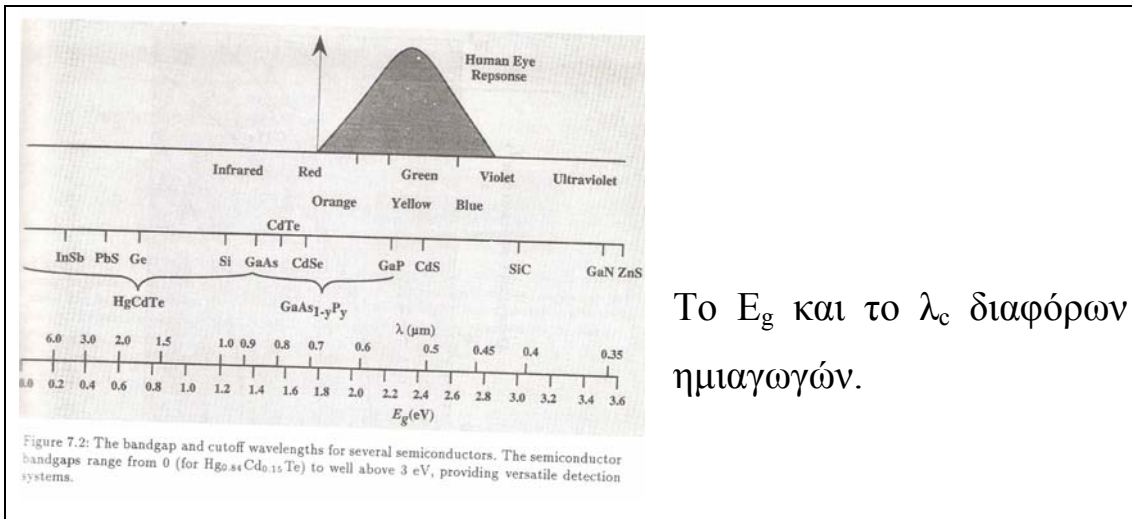 Human Eye
Repsonse
Infrared Red Green Violet Ultraviolet
Orange Yellow Blue
CdTe
InSb PbS Ge Si GaAs CdSe GaP CdS SiC GaN ZnS
HgCdTe GaAs1-yPy
λ (μm)
6.0 3.0 2.0 1.5 1.0 0.9 0.8 0.7 0.6 0.5 0.45 0.4 0.35
0.0 0.2 0.4 0.6 0.8 1.0 1.2 1.4 1.6 1.8 2.0 2.2 2.4 2.6 2.8 3.0 3.2 3.4 3.6
Eg(eV)
Figure 7.2: The bandgap and cutoff wavelengths for several semiconductors. The semiconductor
bandgaps range from 0 (for Hg0.84Cd0.15Te) to well above 3 eV, providing versatile detection
systems.
Το Eg και το λc διαφόρων
ημιαγωγών.